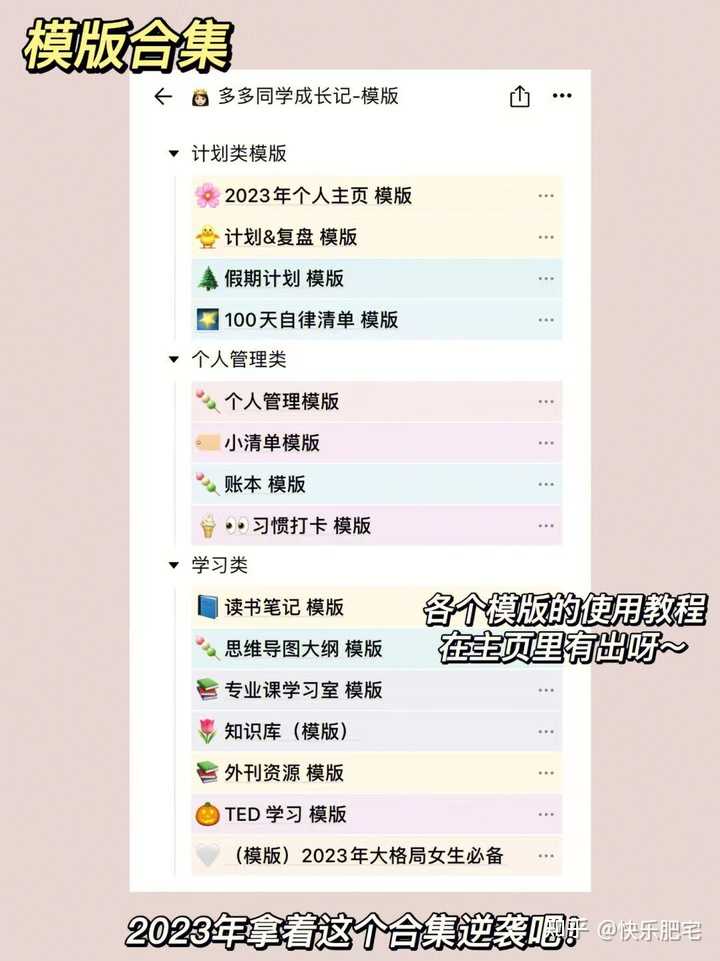 模版合集
多多同学成长记-模版
计划类模版
2023年个人主页 模版
计划&复盘 模版
假期计划 模版
100天自律清单 模版
个人管理类
个人管理模版
小清单模版
账本 模版
习惯打卡 模版
学习类
读书笔记 模版
各个模版的使用教程
在主页里有出呀~
思维导图大纲 模版
专业课学习室 模版
知识库（模版）
外刊资源 模版
TED 学习 模版
（模版）2023年大格局女生必备
2023年拿着这个合集逆袭吧！
知乎 @快乐肥宅